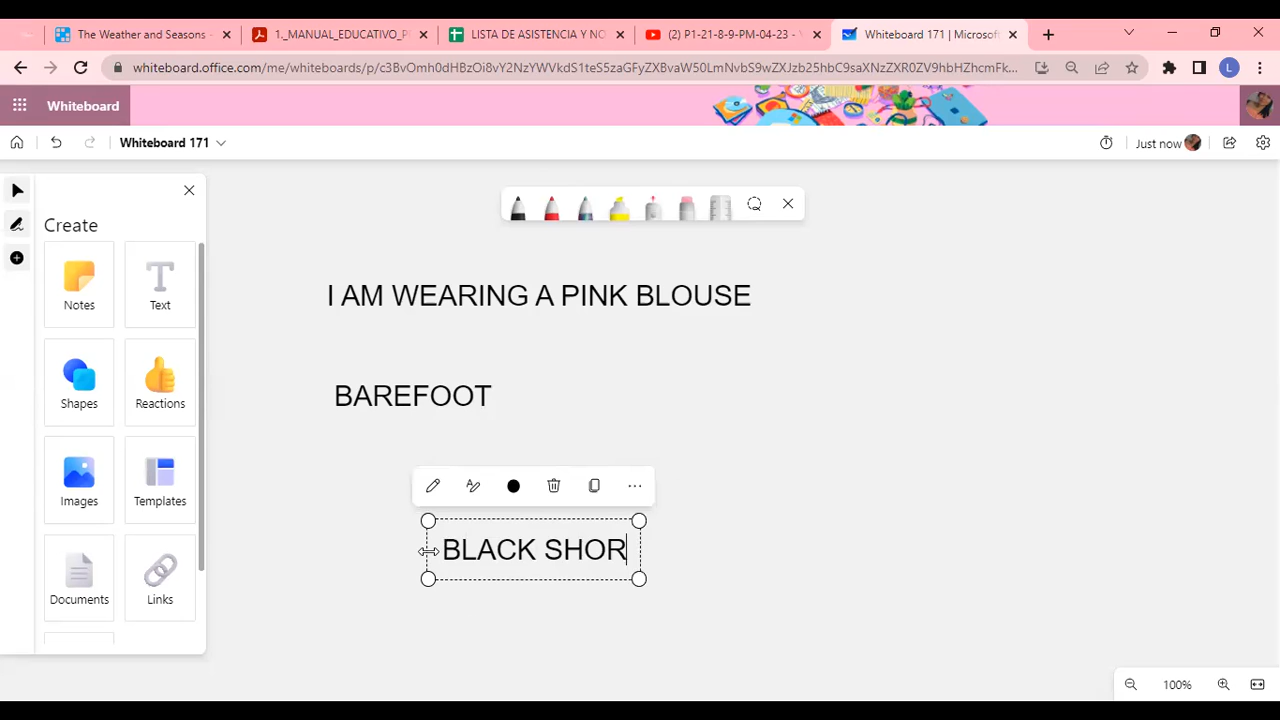 The Weather and Seasons -
1._MANUAL_EDUCATIVO_P
LISTA DE ASISTENCIA Y NO
(2) P1-21-8-9-PM-04-23 -
Whiteboard 171 | Microsof
whiteboard.office.com/me/whiteboards/p/c3BvOmh0dHBzOi8vY2NzYWVkdS1teS5zaGFyZXBvaW50LmNvbS9wZXJzb25hbC9saXNzZXR0ZV9hbHZhcmFk...
L
Whiteboard
Whiteboard 171
Just now
Create
Notes
Text
Shapes
Reactions
Images
Templates
Documents
Links
I AM WEARING A PINK BLOUSE
BAREFOOT
BLACK SHOR
100%